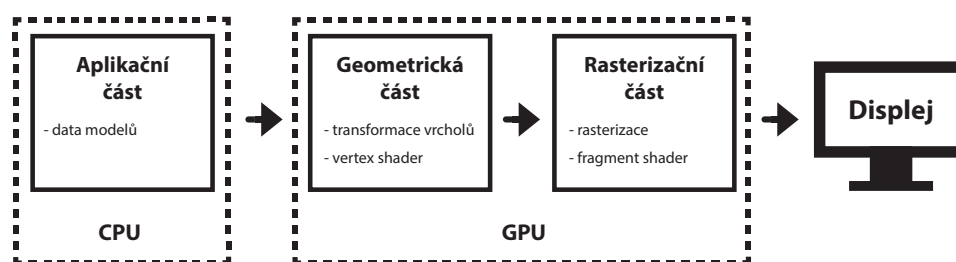 Aplikační
část
- data modelů
CPU
Geometrická
část
- transformace vrcholů
- vertex shader
Rasterizační
část
- rasterizace
- fragment shader
GPU
Displej